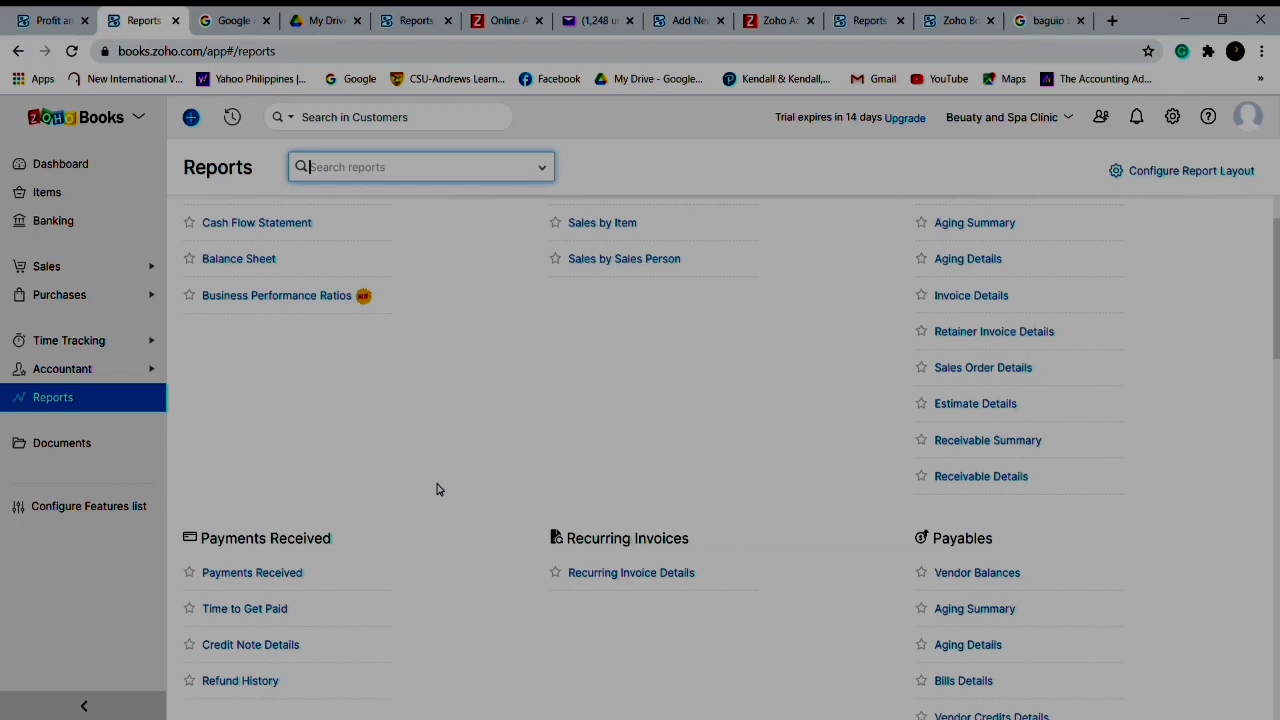 Profit an
Reports
Google A
My Drive
Reports
Online A
(1,248 u
Add New
Zoho Ac
Reports
Zoho Bo
baguio z
books.zoho.com/app#/reports
Apps
New International V...
Yahoo Philippines |...
Google
CSU-Andrews Learn...
Facebook
My Drive - Google...
Kendall & Kendall,...
Gmail
YouTube
Maps
The Accounting Ad...
»
ZOHO Books
Search in Customers
Trial expires in 14 days Upgrade
Beuaty and Spa Clinic
Reports
Search reports
Configure Report Layout
Dashboard
Items
Banking
Sales
Purchases
Time Tracking
Accountant
Reports
Documents
Configure Features list
Cash Flow Statement
Balance Sheet
Business Performance Ratios
Sales by Item
Sales by Sales Person
Aging Summary
Aging Details
Invoice Details
Retainer Invoice Details
Sales Order Details
Estimate Details
Receivable Summary
Receivable Details
Payments Received
Payments Received
Time to Get Paid
Credit Note Details
Refund History
Recurring Invoices
Recurring Invoice Details
Payables
Vendor Balances
Aging Summary
Aging Details
Bills Details
Vendor Credits Details